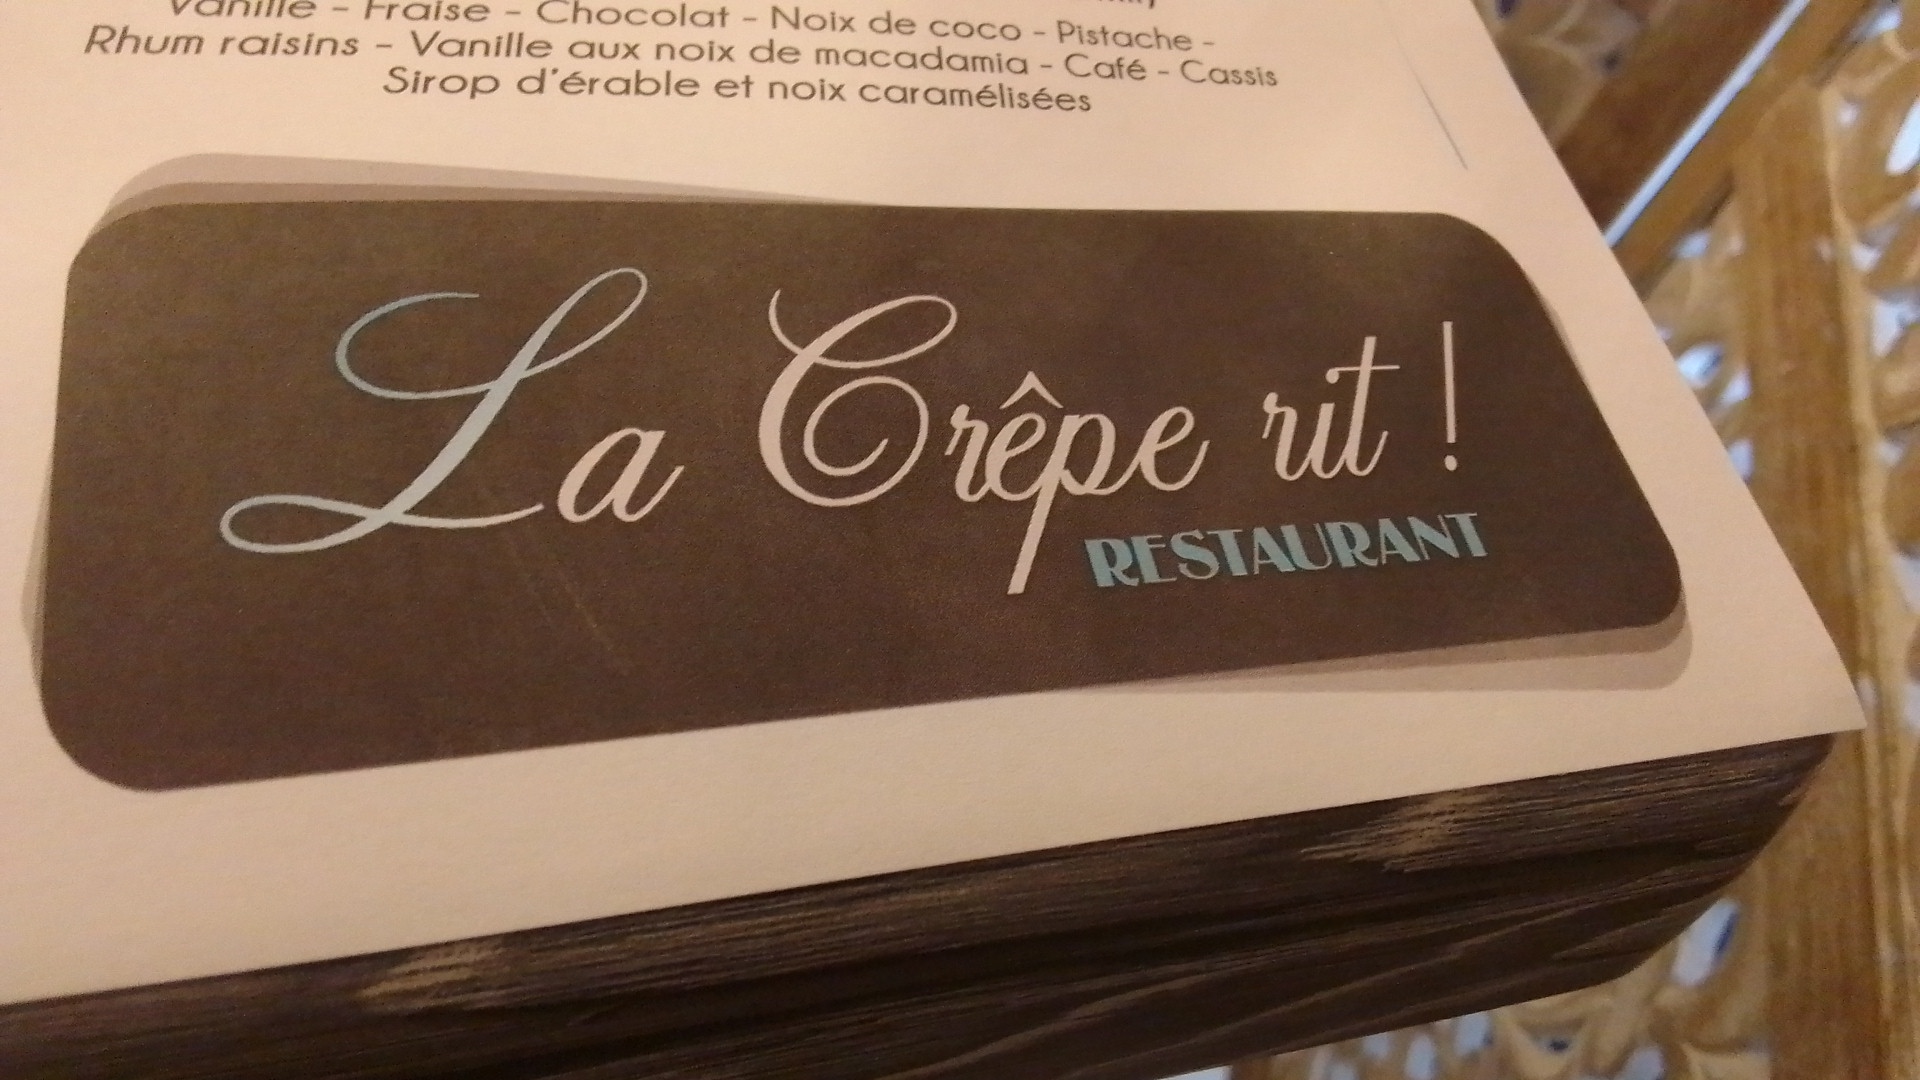 Vanille - Fraise - Chocolat - Noix de coco - Pistache -
Rhum raisins - Vanille aux noix de macadamia - Café - Cassis
Sirop d'érable et noix caramélisées
La Crêpe rit !
RESTAURANT